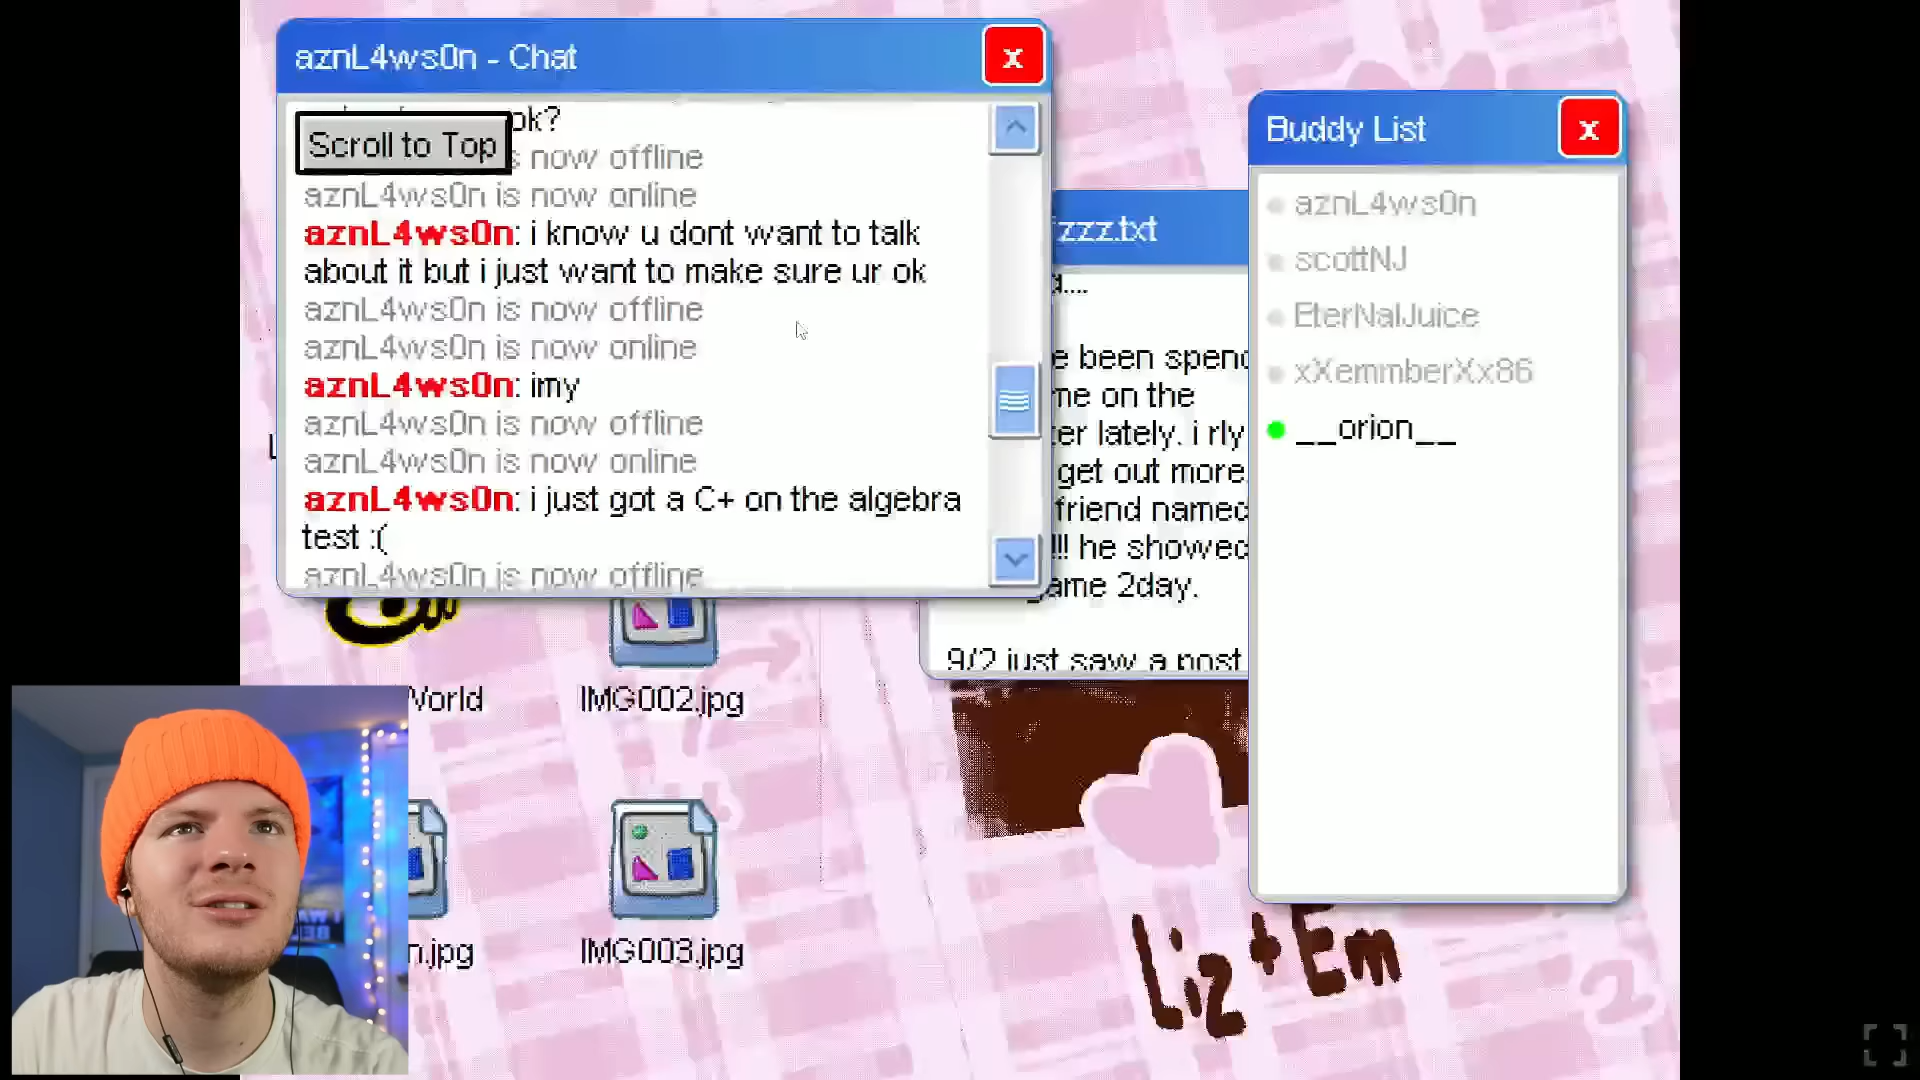 aznL4ws0n - Chat
x
ok?
Scroll to Top
s now offline
aznL4ws0n is now online
aznL4ws0n: i know u dont want to talk
about it but i just want to make sure ur ok
aznL4ws0n is now offline
aznL4ws0n is now online
aznL4ws0n: imy
aznL4ws0n is now offline
aznL4ws0n is now online
aznL4ws0n: i just got a C+ on the algebra
test :(
aznL4ws0n is now offline
zzz.txt
been spend
me on the
er lately. i rly
get out more.
friend named
!!! he showed
ame 2day.
9/2 just saw a post
Buddy List
x
aznL4ws0n
scottNJ
EterNalJuice
xXemmberXx86
__orion__
World
IMG002.jpg
n.jpg
IMG003.jpg
Liz + Em